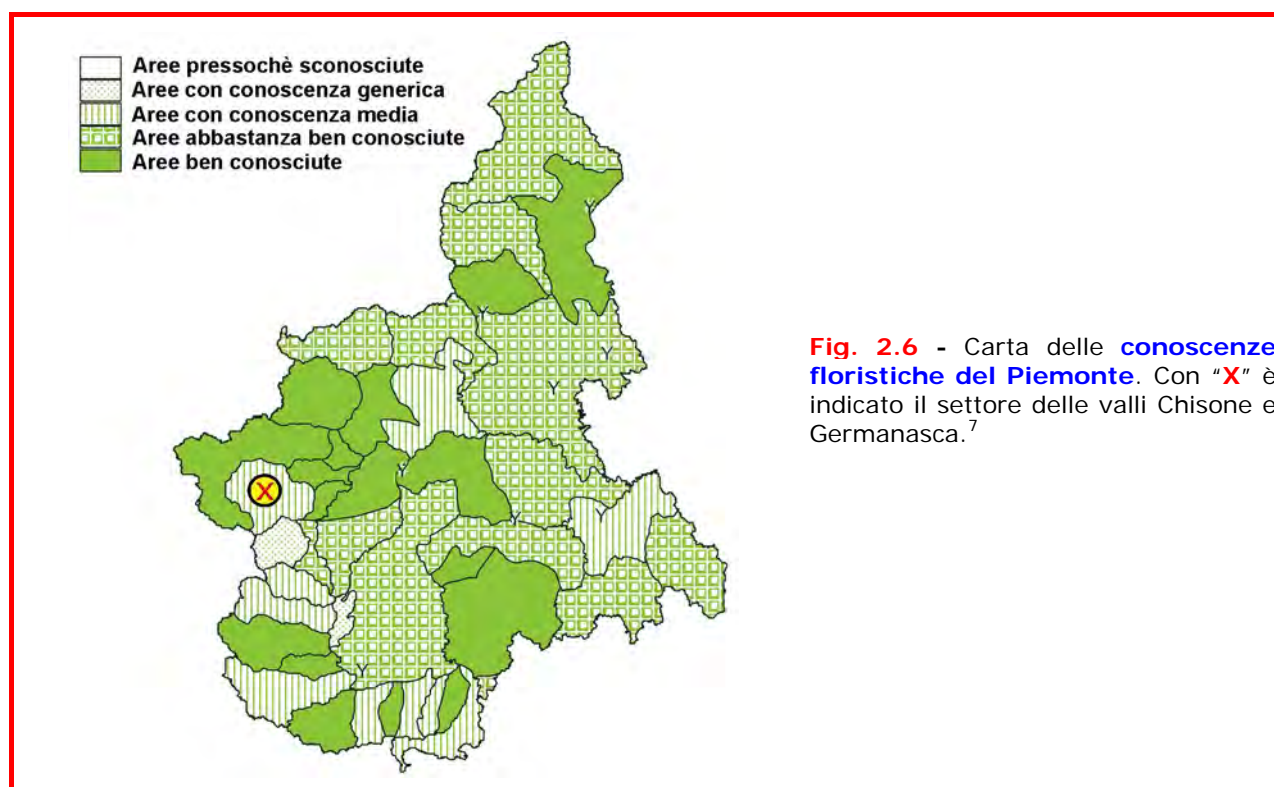 Aree pressochè sconosciute
Aree con conoscenza generica
Aree con conoscenza media
Aree abbastanza ben conosciute
Aree ben conosciute
X
Fig. 2.6 - Carta delle conoscenze
floristiche del Piemonte. Con “X” è
indicato il settore delle valli Chisone e
Germanasca.7